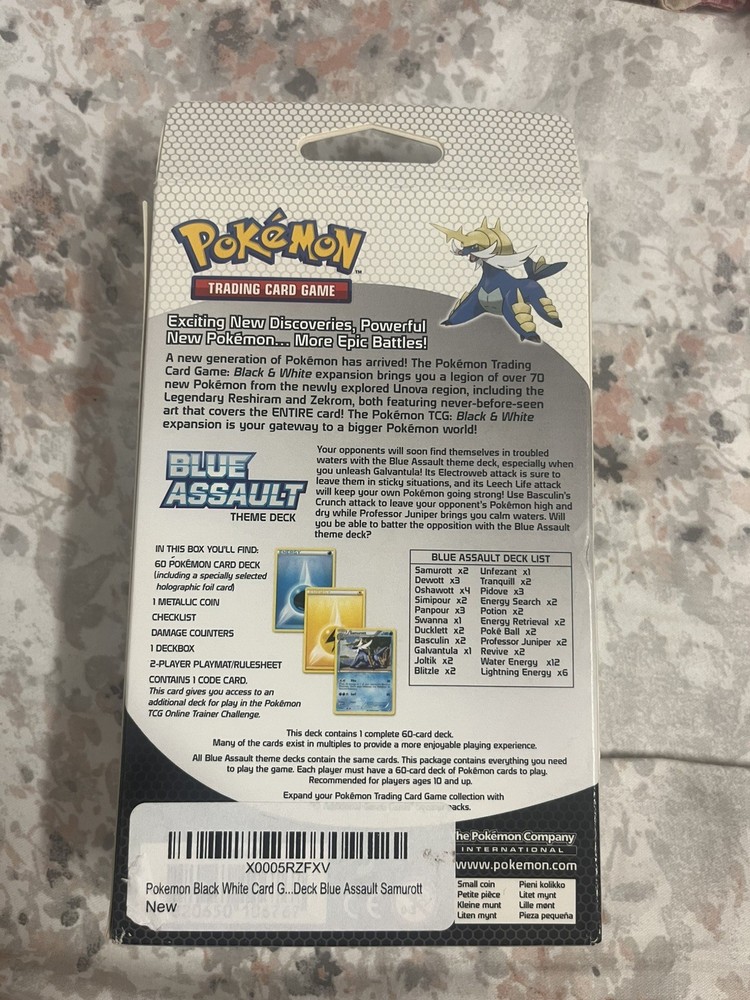 POKéMON
TM
TRADING CARD GAME
Exciting New Discoveries, Powerful
New Pokémon... More Epic Battles!
A new generation of Pokémon has arrived! The Pokémon Trading
Card Game: Black & White expansion brings you a legion of over 70
new Pokémon from the newly explored Unova region, including the
Legendary Reshiram and Zekrom, both featuring never-before-seen
art that covers the ENTIRE card! The Pokémon TCG: Black & White
expansion is your gateway to a bigger Pokémon world!
BLUE
ASSAULT
THEME DECK
Your opponents will soon find themselves in troubled
waters with the Blue Assault theme deck, especially when
you unleash Galvantula! Its Electroweb attack is sure to
leave them in sticky situations, and its Leech Life attack
will keep your own Pokémon going strong! Use Basculin's
Crunch attack to leave your opponent's Pokémon high and
dry while Professor Juniper brings you calm waters. Will
you be able to batter the opposition with the Blue Assault
theme deck?
IN THIS BOX YOU'LL FIND:
60 POKÉMON CARD DECK
(including a specially selected
holographic foil card)
1 METALLIC COIN
CHECKLIST
DAMAGE COUNTERS
1 DECKBOX
2-PLAYER PLAYMAT/RULESHEET
CONTAINS 1 CODE CARD.
This card gives you access to an
additional deck for play in the Pokémon
TCG Online Trainer Challenge.
ENERGY
BLUE ASSAULT DECK LIST
Samurott x2
Dewott x3
Oshawott x4
Simipour x2
Panpour x3
Swanna x1
Ducklett x2
Basculin x2
Galvantula x1
Joltik x2
Blitzle x2
Unfezant x1
Tranquill x2
Pidove x3
Energy Search x2
Potion x2
Energy Retrieval x2
Poké Ball x2
Professor Juniper x2
Revive x2
Water Energy x12
Lightning Energy x6
This deck contains 1 complete 60-card deck.
Many of the cards exist in multiples to provide a more enjoyable playing experience.
All Blue Assault theme decks contain the same cards. This package contains everything you need
to play the game. Each player must have a 60-card deck of Pokémon cards to play.
Recommended for players ages 10 and up.
Expand your Pokémon Trading Card Game collection with
packs.
X0005RZFXV
Pokemon Black White Card G...Deck Blue Assault Samurott
New
The Pokémon Company
INTERNATIONAL
www.pokemon.com
Small coin
Petite pièce
Kleine munt
Liten mynt
Pieni kolikko
Litet mynt
Lille mønt
Pieza pequeña